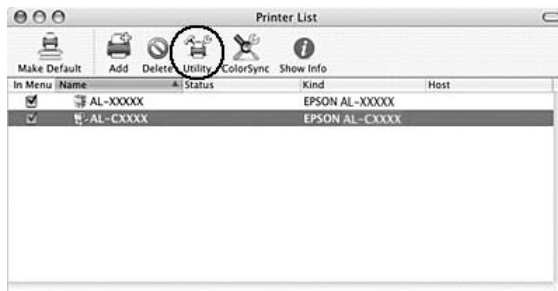 Printer List
Make Default Add Delete Utility ColorSync Show Info
In Menu Name Status Kind Host
AL-XXXXX EPSON AL-XXXXX
AL-CXXXX EPSON AL-CXXXX